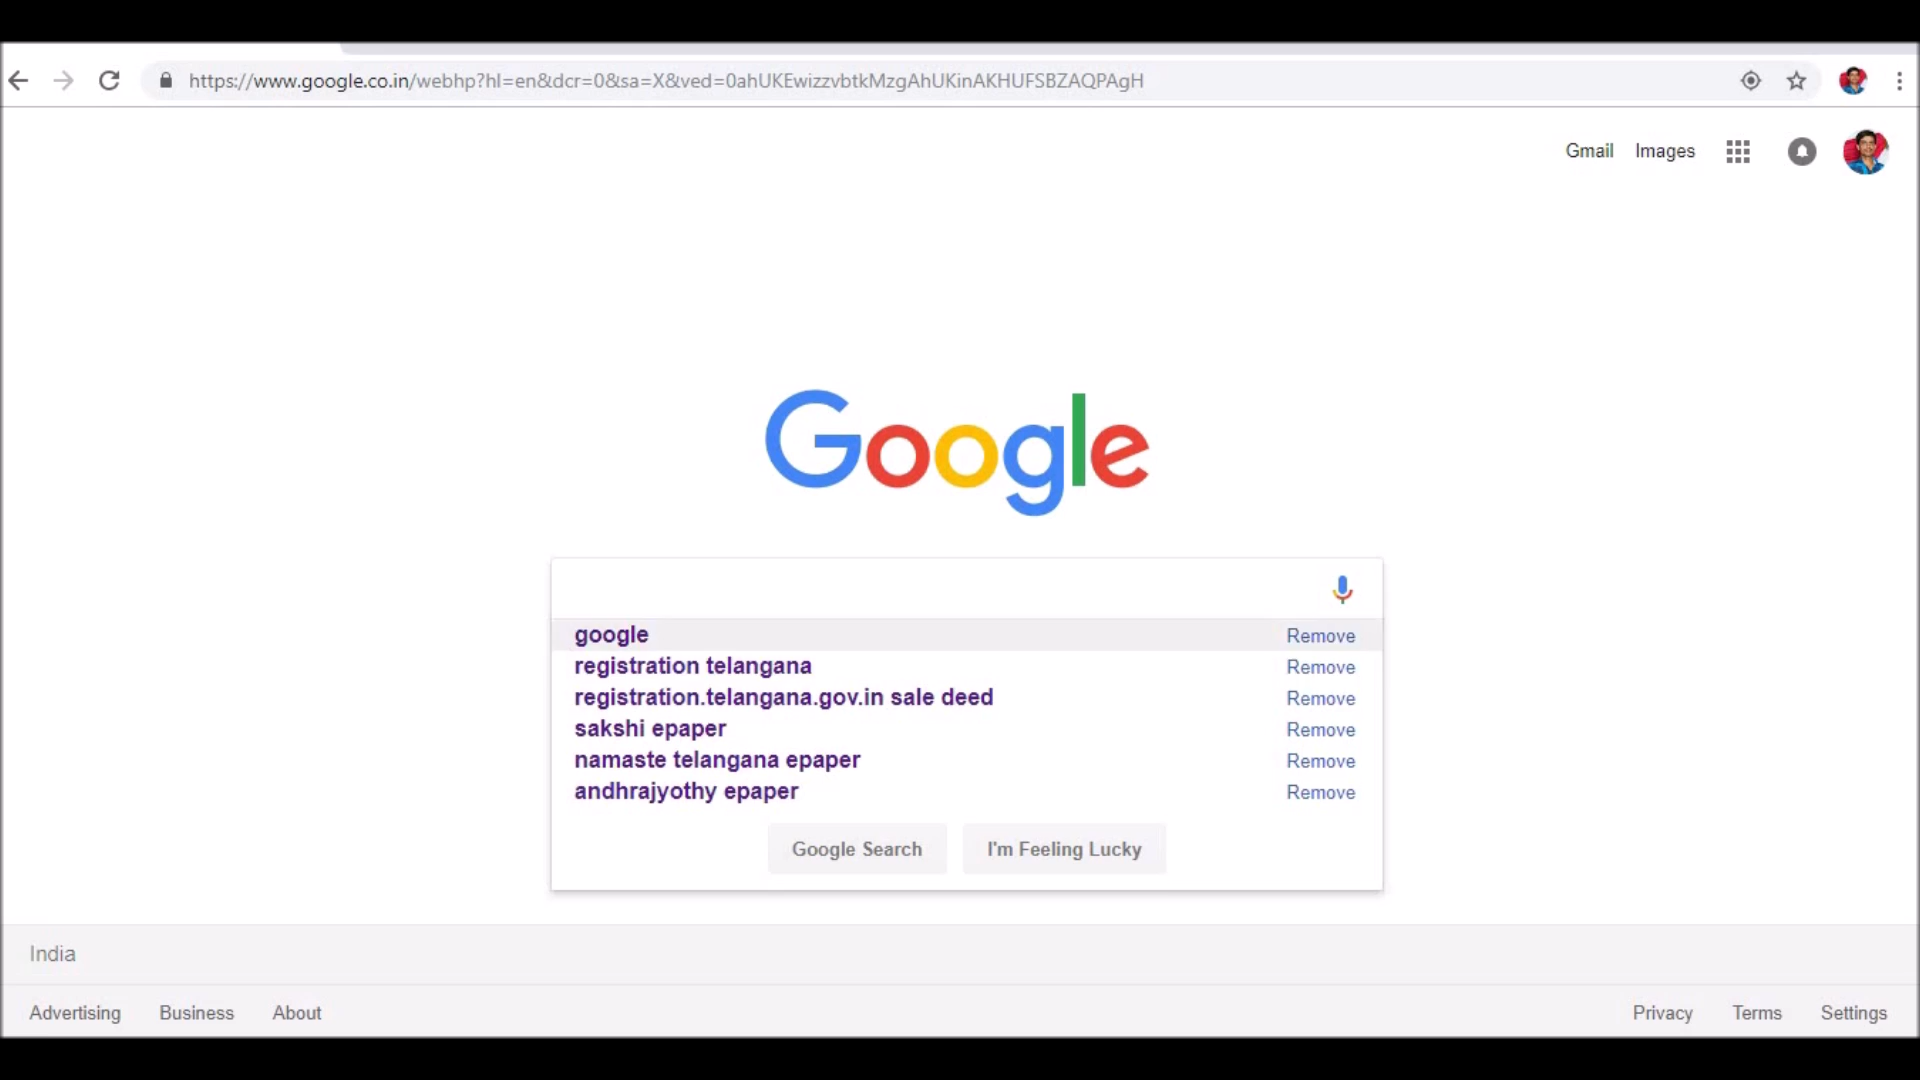 https://www.google.co.in/webhp?hl=en&dcr=0&sa=X&ved=0ahUKEwizzvbtkMzgAhUKinAKHUFSBZAQPAgH
Gmail Images
Google
google Remove
registration telangana Remove
registration.telangana.gov.in sale deed Remove
sakshi epaper Remove
namaste telangana epaper Remove
andhrajyothy epaper Remove
Google Search I'm Feeling Lucky
India
Advertising Business About Privacy Terms Settings